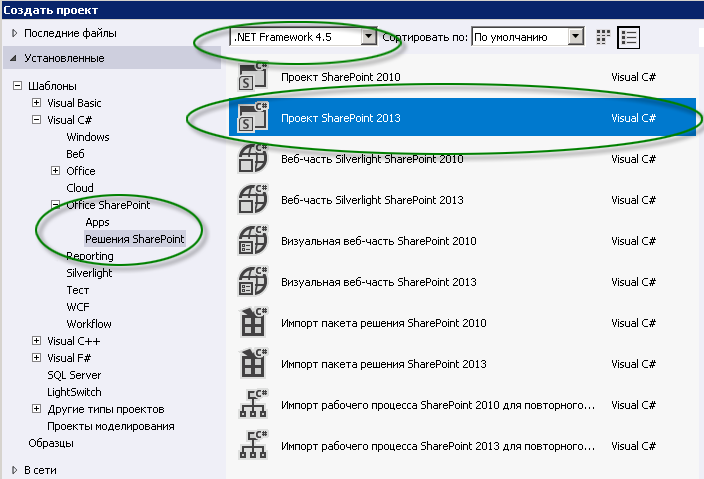 Создать проект
Последние файлы
.NET Framework 4.5
Сортировать по:
По умолчанию
Установленные
Шаблоны
Visual Basic
Visual C#
Windows
Веб
Office
Cloud
Office SharePoint
Apps
Решения SharePoint
Reporting
Silverlight
Тест
WCF
Workflow
Visual C++
Visual F#
SQL Server
LightSwitch
Другие типы проектов
Проекты моделирования
Образцы
В сети
Проект SharePoint 2010 Visual C#
Проект SharePoint 2013 Visual C#
Веб-часть Silverlight SharePoint 2010 Visual C#
Веб-часть Silverlight SharePoint 2013 Visual C#
Визуальная веб-часть SharePoint 2010 Visual C#
Визуальная веб-часть SharePoint 2013 Visual C#
Импорт пакета решения SharePoint 2010 Visual C#
Импорт пакета решения SharePoint 2013 Visual C#
Импорт рабочего процесса SharePoint 2010 для повторного... Visual C#
Импорт рабочего процесса SharePoint 2013 для повторного... Visual C#